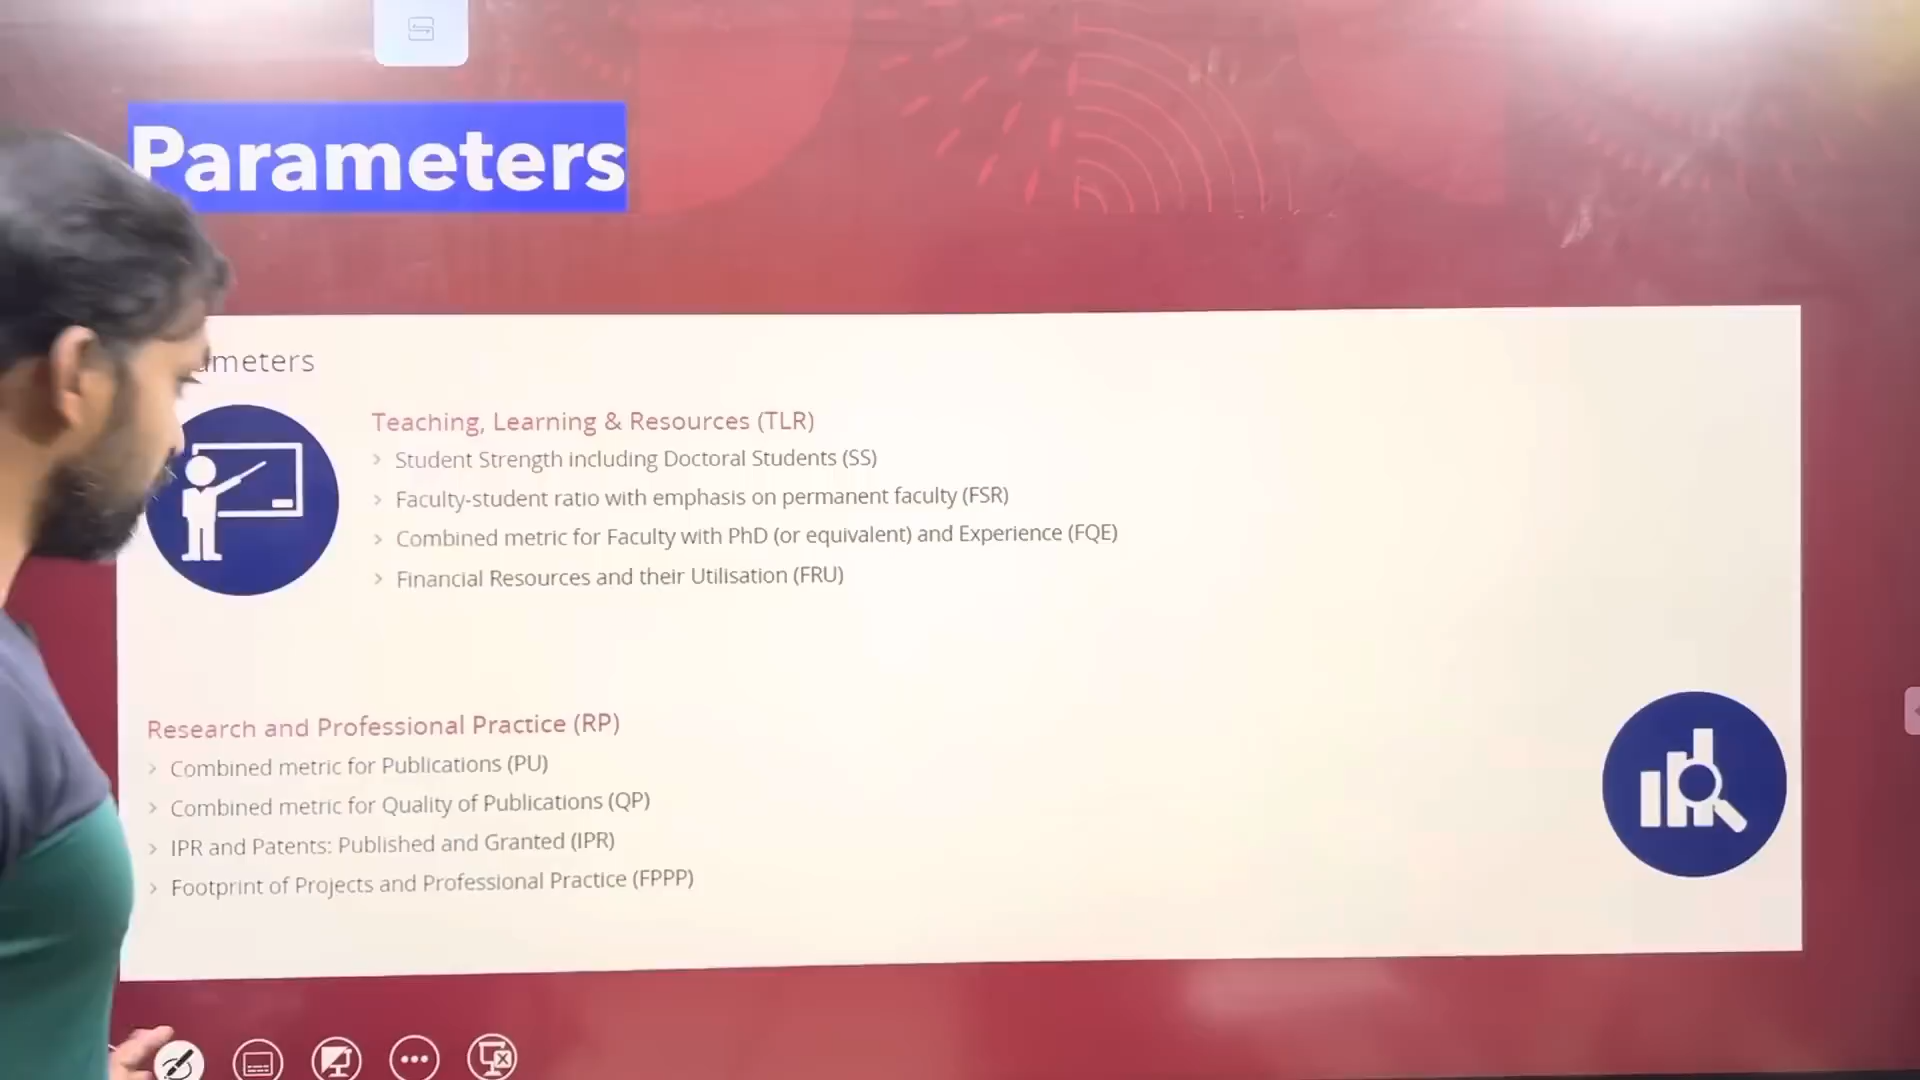 Parameters
ameters
Teaching, Learning & Resources (TLR)
Student Strength including Doctoral Students (SS)
Faculty-student ratio with emphasis on permanent faculty (FSR)
Combined metric for Faculty with PhD (or equivalent) and Experience (FQE)
Financial Resources and their Utilisation (FRU)
Research and Professional Practice (RP)
Combined metric for Publications (PU)
Combined metric for Quality of Publications (QP)
IPR and Patents: Published and Granted (IPR)
Footprint of Projects and Professional Practice (FPPP)